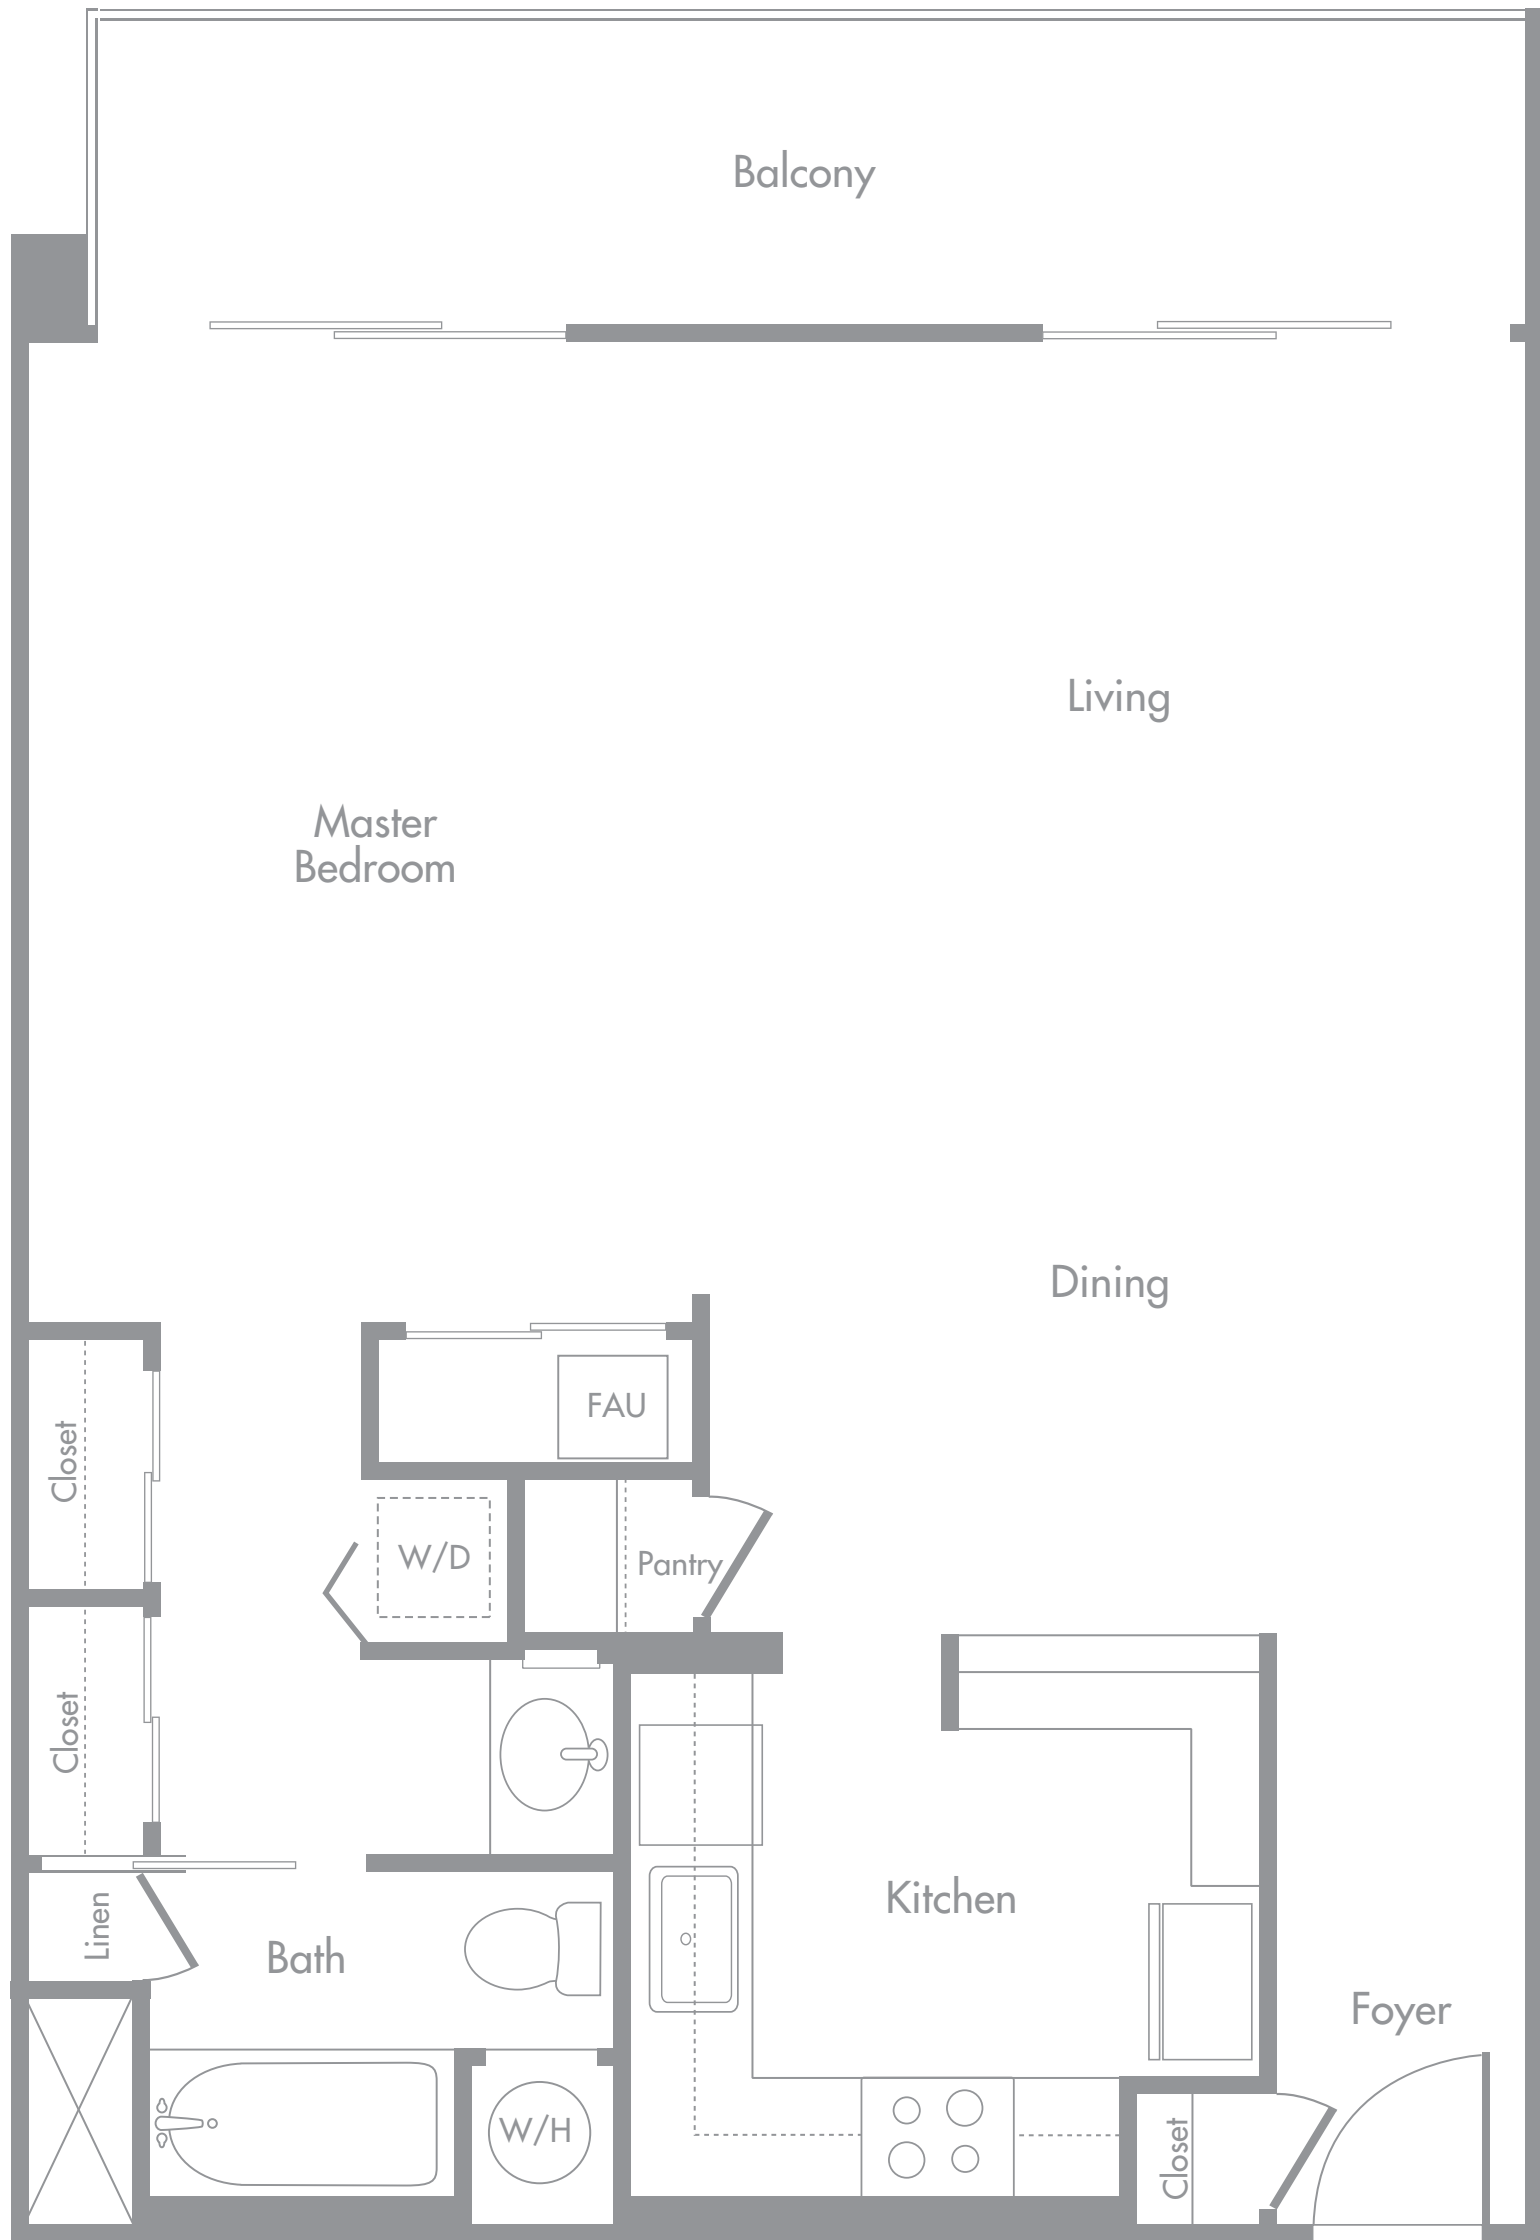 Balcony
Living
Master
Bedroom
Dining
FAU
Closet
W/D
Pantry
Closet
Kitchen
Linen
Bath
Foyer
W/H
Closet